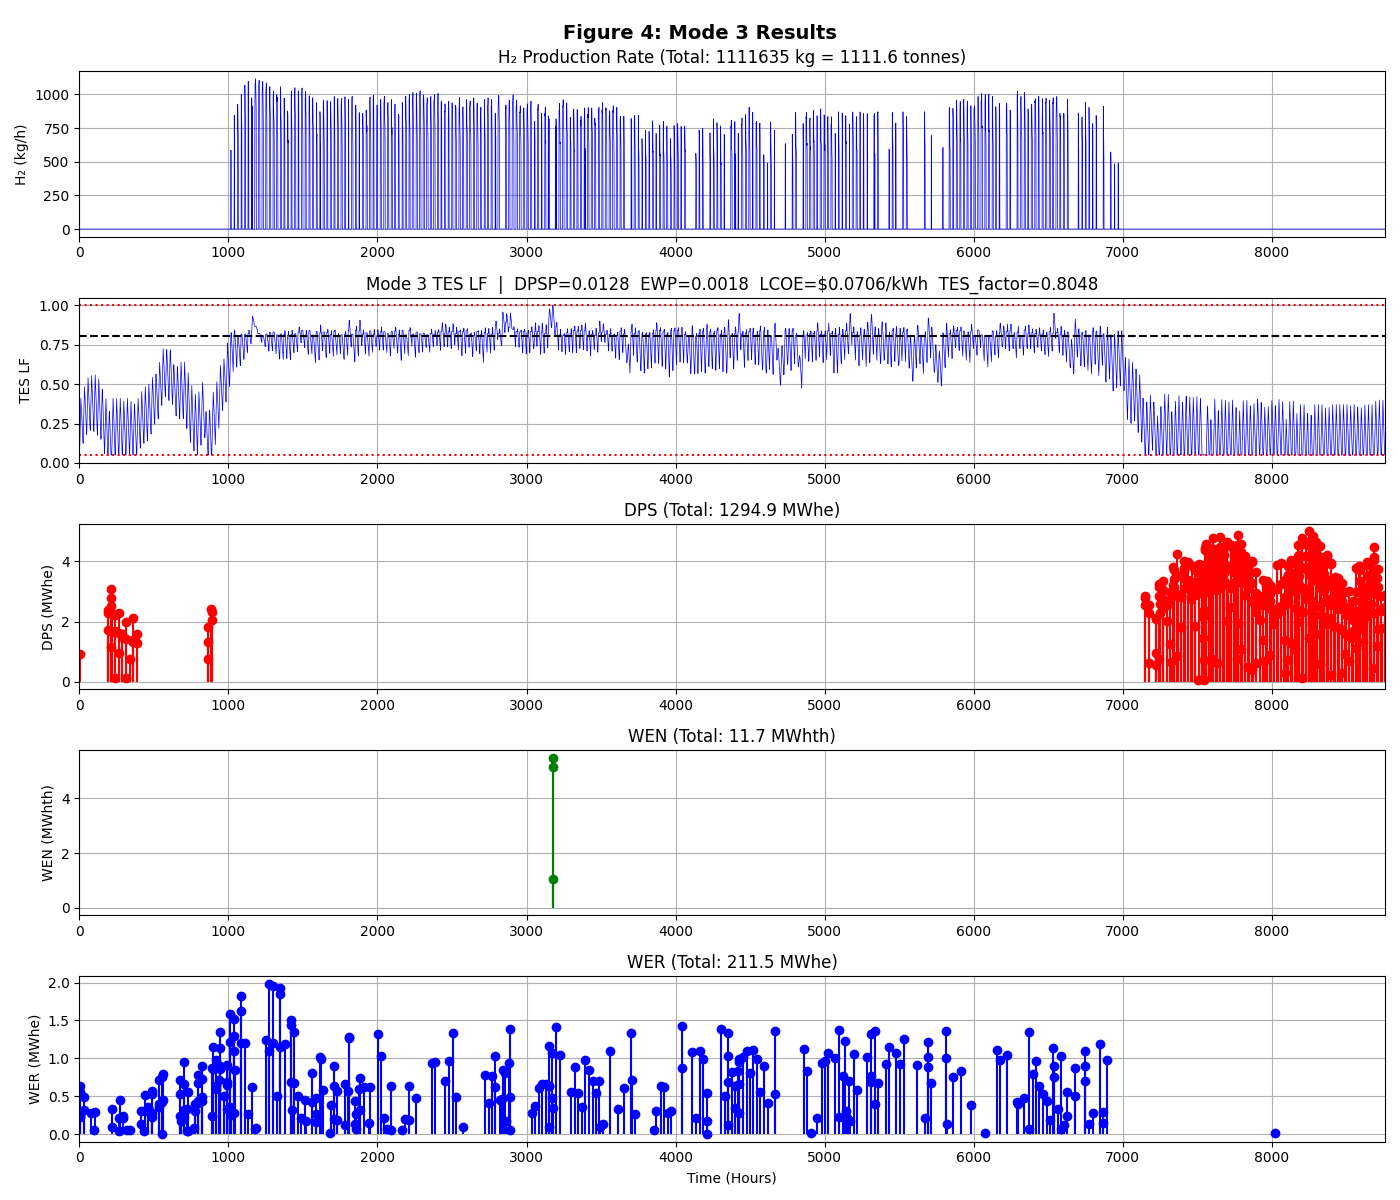 Figure 4: Mode 3 Results
H₂ Production Rate (Total: 1111635 kg = 1111.6 tonnes)
H₂ (kg/h)
1000
750
500
250
0
0 1000 2000 3000 4000 5000 6000 7000 8000
Mode 3 TES LF | DPSP=0.0128 EWP=0.0018 LCOE=$0.0706/kWh TES_factor=0.8048
TES LF
1.00
0.75
0.50
0.25
0.00
0 1000 2000 3000 4000 5000 6000 7000 8000
DPS (Total: 1294.9 MWhe)
DPS (MWhe)
4
2
0
0 1000 2000 3000 4000 5000 6000 7000 8000
WEN (Total: 11.7 MWhth)
WEN (MWhth)
4
2
0
0 1000 2000 3000 4000 5000 6000 7000 8000
WER (Total: 211.5 MWhe)
WER (MWhe)
2.0
1.5
1.0
0.5
0.0
0 1000 2000 3000 4000 5000 6000 7000 8000
Time (Hours)